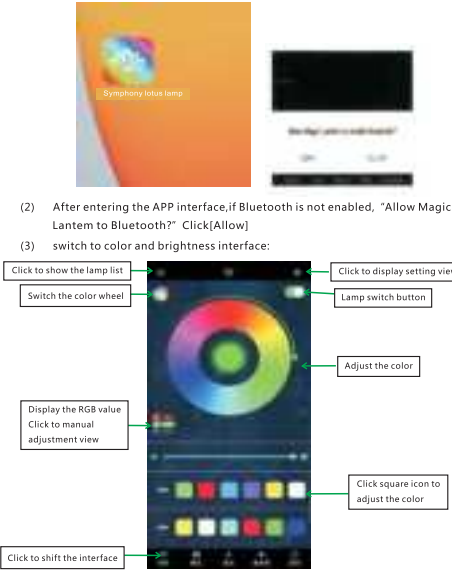 Symphony lotus lamp
(2) After entering the APP interface,if Bluetooth is not enabled, “Allow Magic
Lantem to Bluetooth?” Click[Allow]
(3) switch to color and brightness interface:
Click to show the lamp list
Click to display setting view
Switch the color wheel
Lamp switch button
Adjust the color
Display the RGB value
Click to manual
adjustment view
Click square icon to
adjust the color
Click to shift the interface